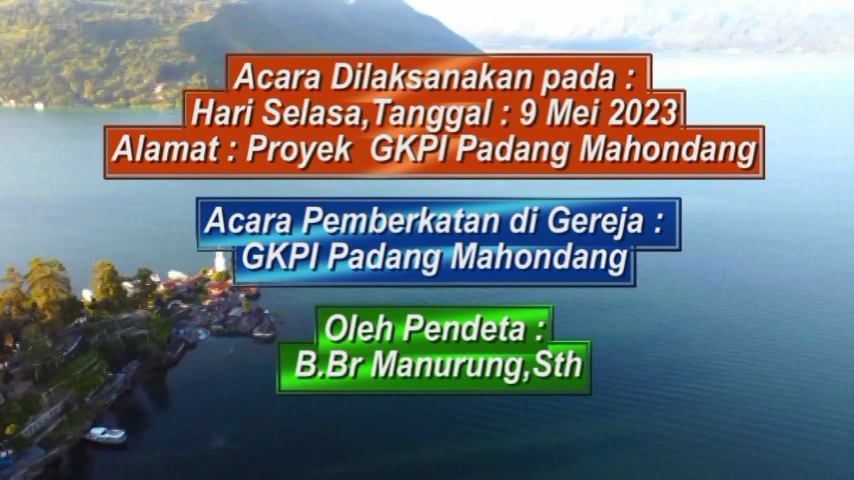 Acara Dilaksanakan pada :
Hari Selasa,Tanggal : 9 Mei 2023
Alamat : Proyek GKPI Padang Mahondang
Acara Pemberkatan di Gereja :
GKPI Padang Mahondang
Oleh Pendeta :
B.Br Manurung,Sth